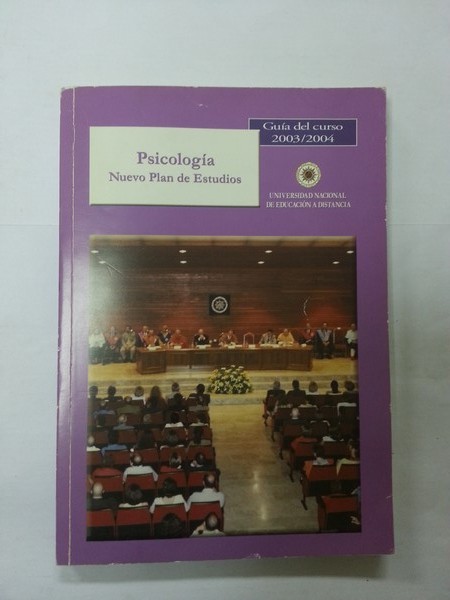 Guía del curso
2003/2004
Psicología
Nuevo Plan de Estudios
UNIVERSIDAD NACIONAL
DE EDUCACIÓN A DISTANCIA